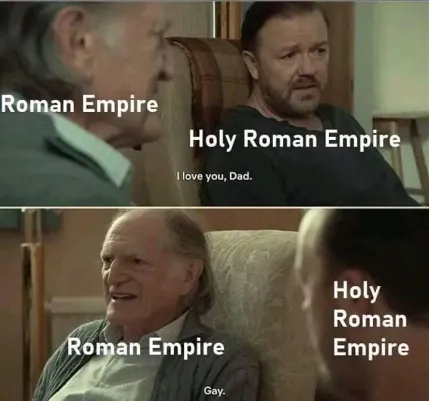 Roman Empire
Holy Roman Empire
I love you, Dad.
Holy
Roman
Empire
Roman Empire
Gay.